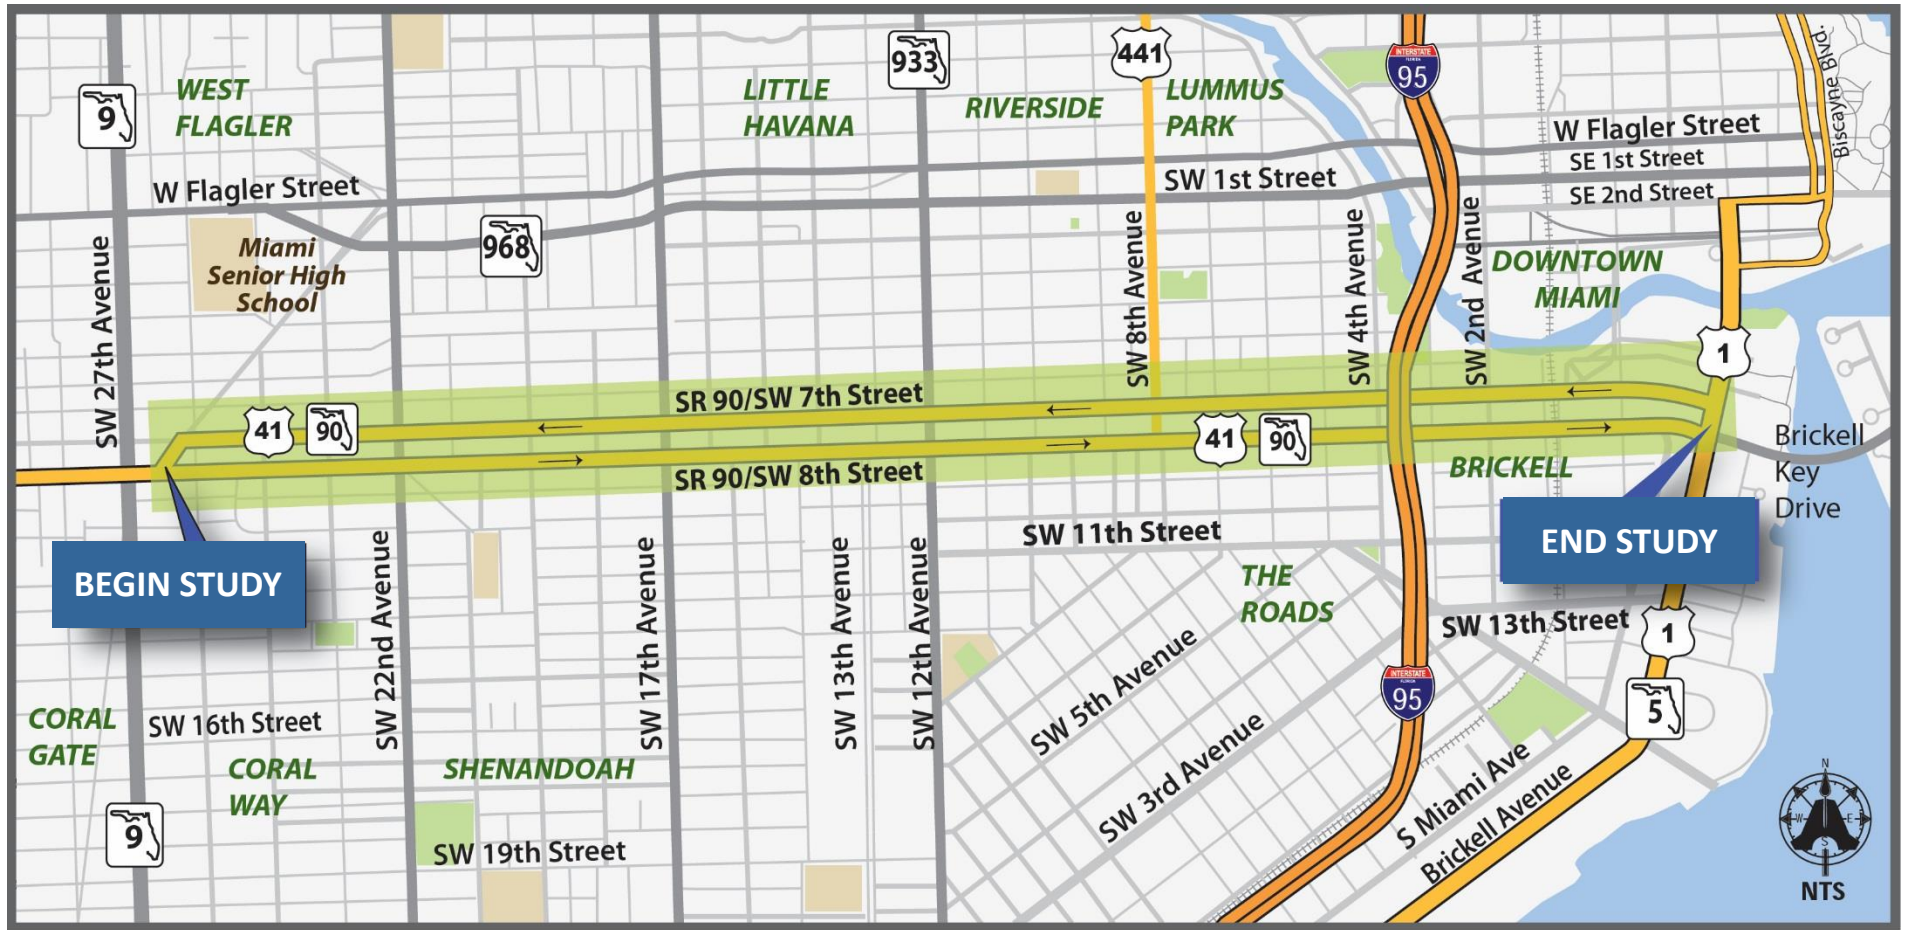 WEST
FLAGLER
9
LITTLE
HAVANA
933
RIVERSIDE
441
LUMMUS
PARK
INTERSTATE
FLORIDA
95
Biscayne Blvd.
W Flagler Street
SE 1st Street
SE 2nd Street
W Flagler Street
SW 1st Street
968
Miami
Senior High
School
SW 27th Avenue
SW 8th Avenue
SW 4th Avenue
SW 2nd Avenue
DOWNTOWN
MIAMI
1
SR 90/SW 7th Street
41
90
41
90
SR 90/SW 8th Street
BRICKELL
Brickell
Key
Drive
BEGIN STUDY
END STUDY
SW 11th Street
THE
ROADS
SW 22nd Avenue
SW 17th Avenue
SW 13th Avenue
SW 12th Avenue
SW 13th Street
1
SW 5th Avenue
SW 3rd Avenue
INTERSTATE
FLORIDA
95
5
CORAL
GATE
SW 16th Street
CORAL
WAY
SHENANDOAH
9
SW 19th Street
S Miami Ave
Brickell Avenue
N
W
E
S
NTS